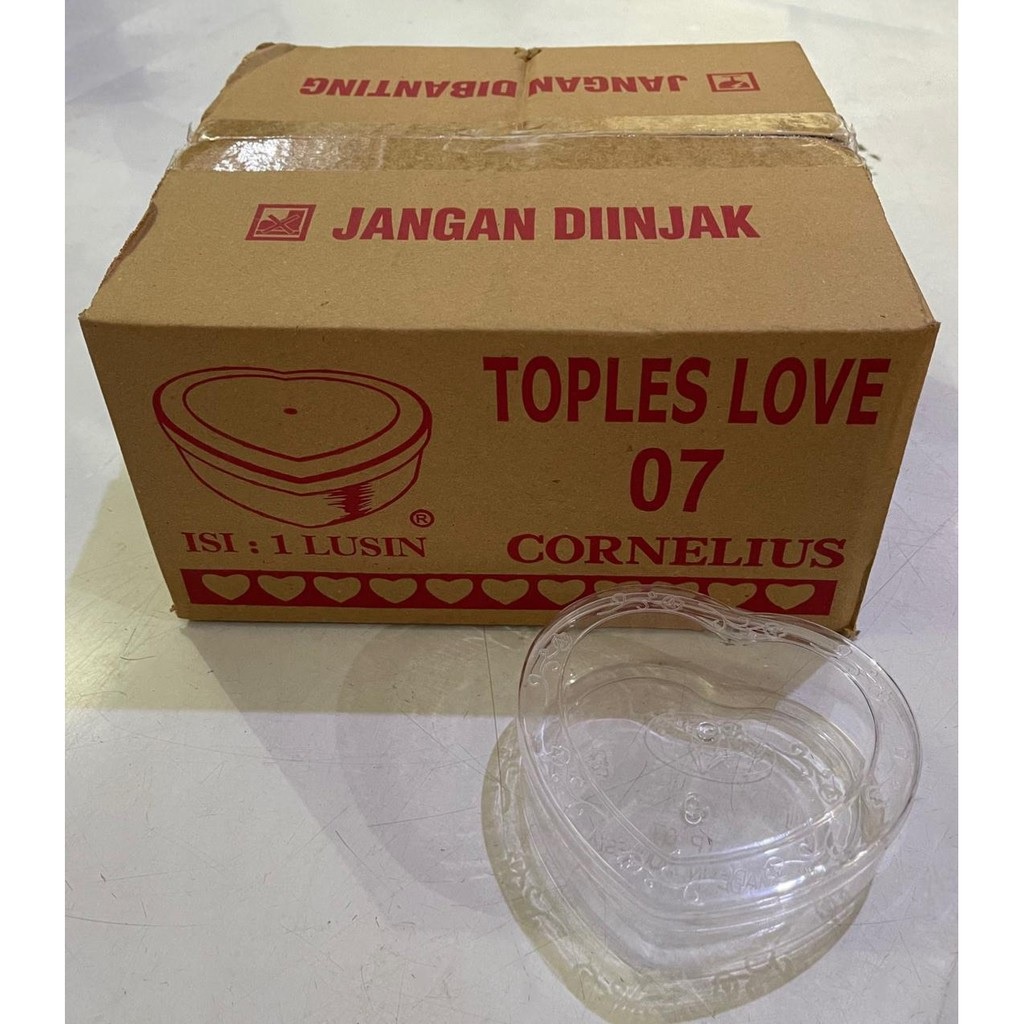 JANGAN DIBANTING
JANGAN DIINJAK
TOPLES LOVE
07
®
ISI : 1 LUSIN
CORNELIUS